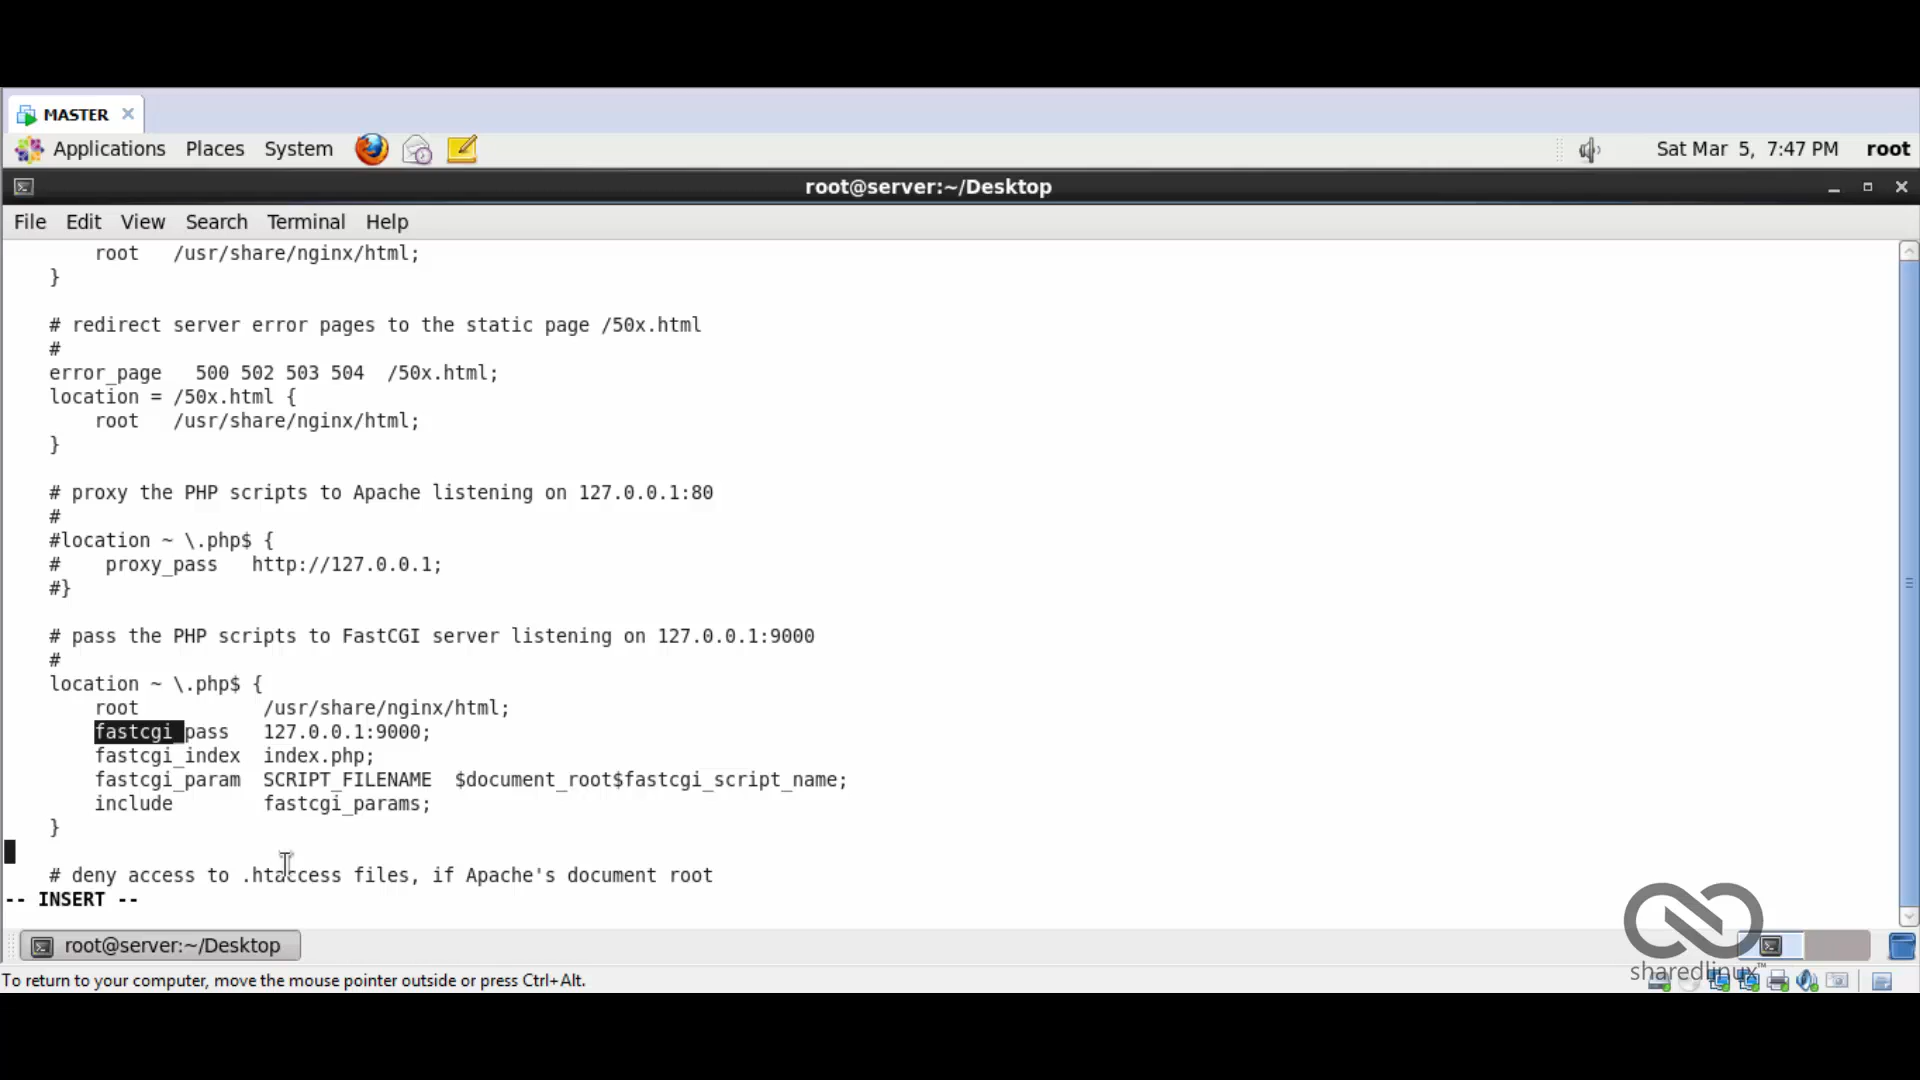 MASTER
Applications Places System Sat Mar 5, 7:47 PM root
root@server:~/Desktop
File Edit View Search Terminal Help
        root   /usr/share/nginx/html;
    }
    # redirect server error pages to the static page /50x.html
    #
    error_page   500 502 503 504  /50x.html;
    location = /50x.html {
        root   /usr/share/nginx/html;
    }
    # proxy the PHP scripts to Apache listening on 127.0.0.1:80
    #
    #location ~ \.php$ {
    #    proxy_pass   http://127.0.0.1;
    #}
    # pass the PHP scripts to FastCGI server listening on 127.0.0.1:9000
    #
    location ~ \.php$ {
        root           /usr/share/nginx/html;
        fastcgi_pass   127.0.0.1:9000;
        fastcgi_index  index.php;
        fastcgi_param  SCRIPT_FILENAME  $document_root$fastcgi_script_name;
        include        fastcgi_params;
    }
    # deny access to .htaccess files, if Apache's document root
-- INSERT --
root@server:~/Desktop
sharedlinux™
To return to your computer, move the mouse pointer outside or press Ctrl+Alt.